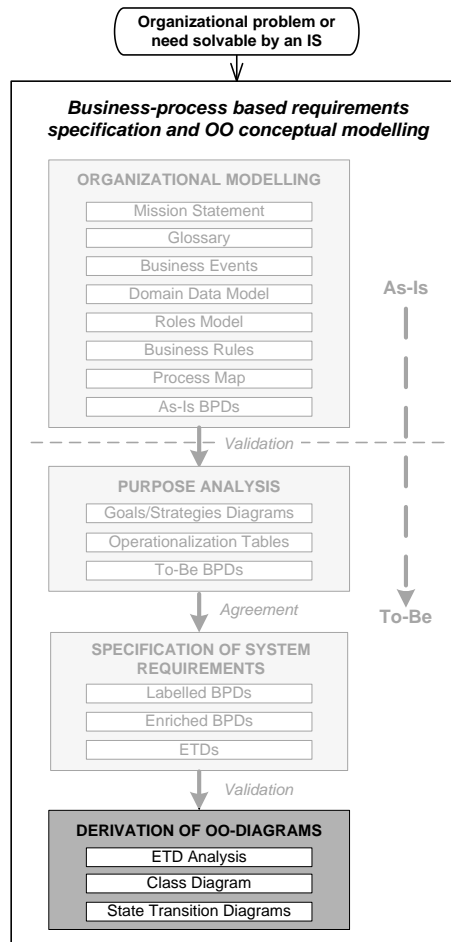 Organizational problem or
need solvable by an IS
Business-process based requirements
specification and OO conceptual modelling
ORGANIZATIONAL MODELLING
Mission Statement
Glossary
Business Events
Domain Data Model
Roles Model
Business Rules
Process Map
As-Is BPDs
As-Is
Validation
PURPOSE ANALYSIS
Goals/Strategies Diagrams
Operationalization Tables
To-Be BPDs
To-Be
Agreement
SPECIFICATION OF SYSTEM
REQUIREMENTS
Labelled BPDs
Enriched BPDs
ETDs
Validation
DERIVATION OF OO-DIAGRAMS
ETD Analysis
Class Diagram
State Transition Diagrams